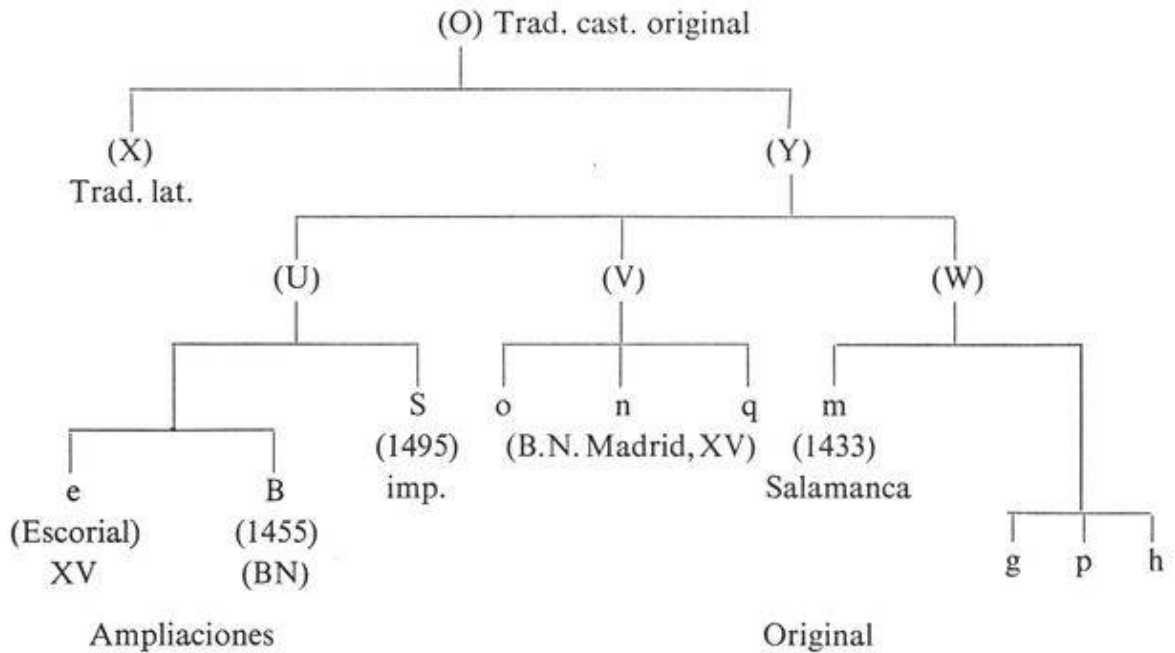 (O) Trad. cast. original
(X) (Y)
Trad. lat.
(U) (V) (W)
S o n q m
(1495) (B.N. Madrid, XV) (1433)
imp. Salamanca
e B
(Escorial) (1455)
XV (BN)
g p h
Ampliaciones Original